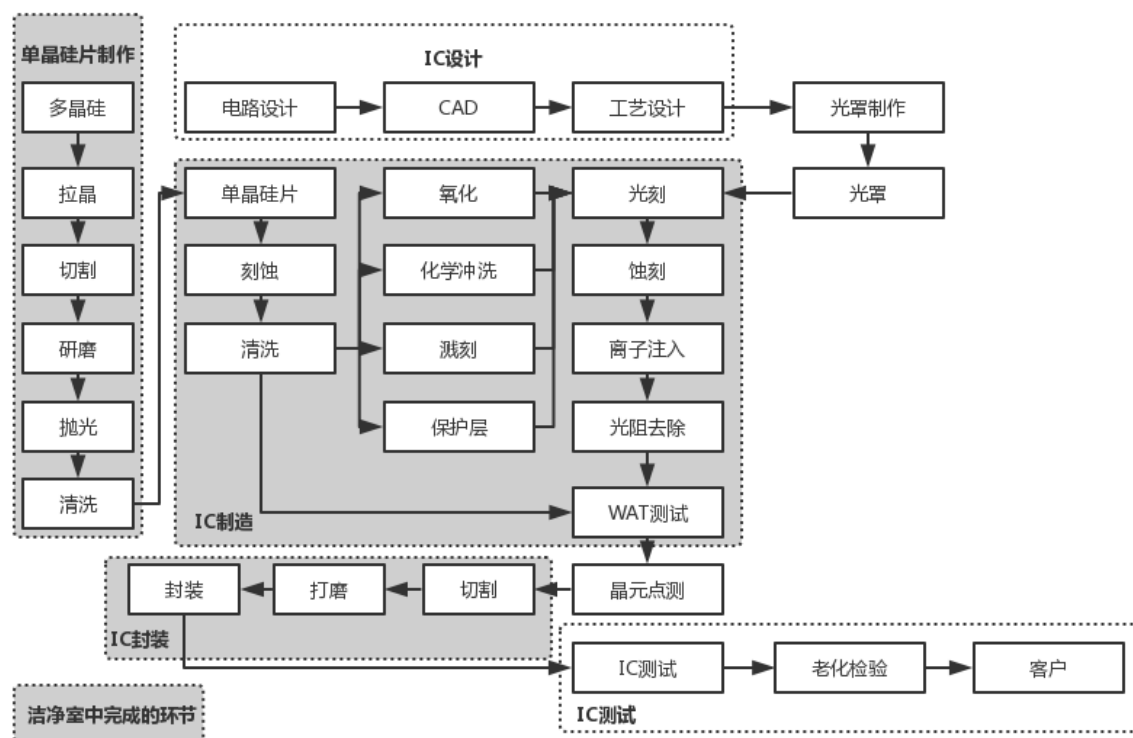 单晶硅片制作
多晶硅
拉晶
切割
研磨
抛光
清洗
IC设计
电路设计
CAD
工艺设计
光罩制作
光罩
单晶硅片
刻蚀
清洗
氧化
化学冲洗
溅刻
保护层
光刻
蚀刻
离子注入
光阻去除
WAT测试
IC制造
晶元点测
切割
打磨
封装
IC封装
IC测试
老化检验
客户
IC测试
洁净室中完成的环节